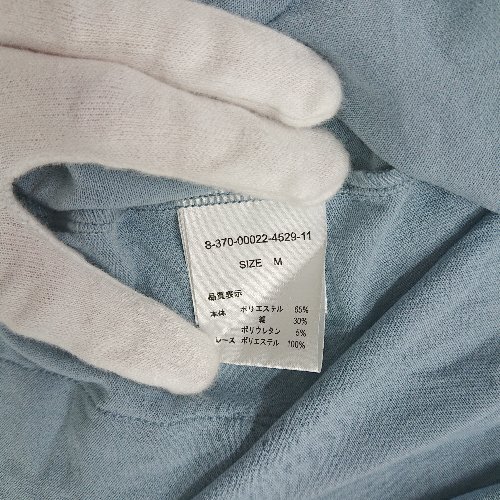 8-370-00022-4529-11
SIZE M
品質表示
本体 ポリエステル 65%
綿 30%
ポリウレタン 5%
レース ポリエステル 100%